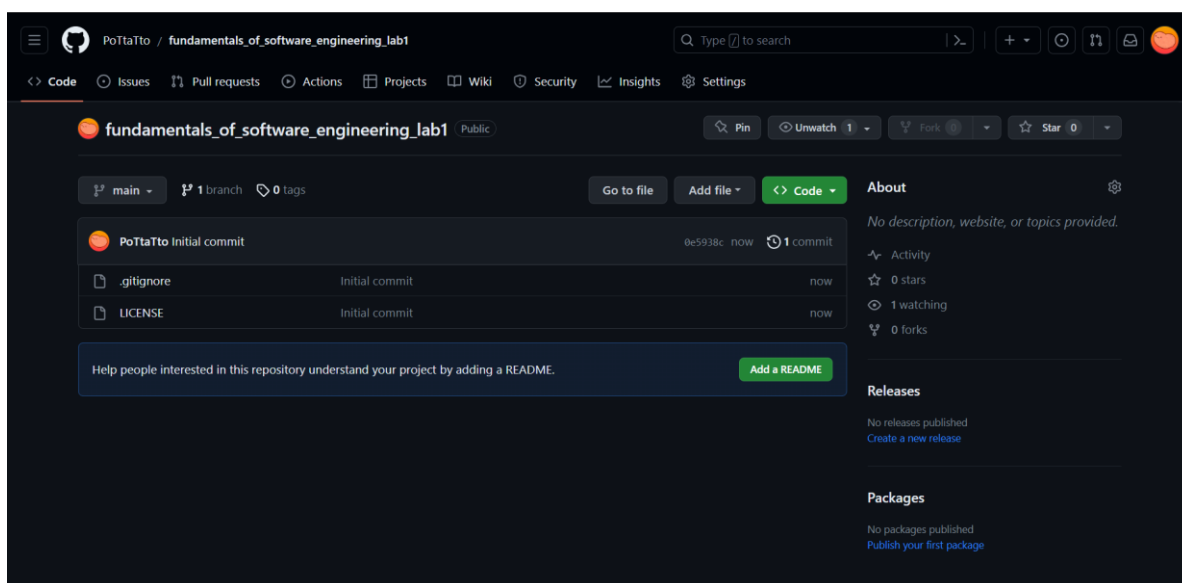 PoTtaTto / fundamentals_of_software_engineering_lab1 Type / to search
Code Issues Pull requests Actions Projects Wiki Security Insights Settings
fundamentals_of_software_engineering_lab1 Public Pin Unwatch 1 Fork 0 Star 0
main 1 branch 0 tags Go to file Add file Code
PoTtaTto Initial commit 0e5938c now 1 commit
.gitignore Initial commit now
LICENSE Initial commit now
Help people interested in this repository understand your project by adding a README. Add a README
About
No description, website, or topics provided.
Activity
0 stars
1 watching
0 forks
Releases
No releases published
Create a new release
Packages
No packages published
Publish your first package